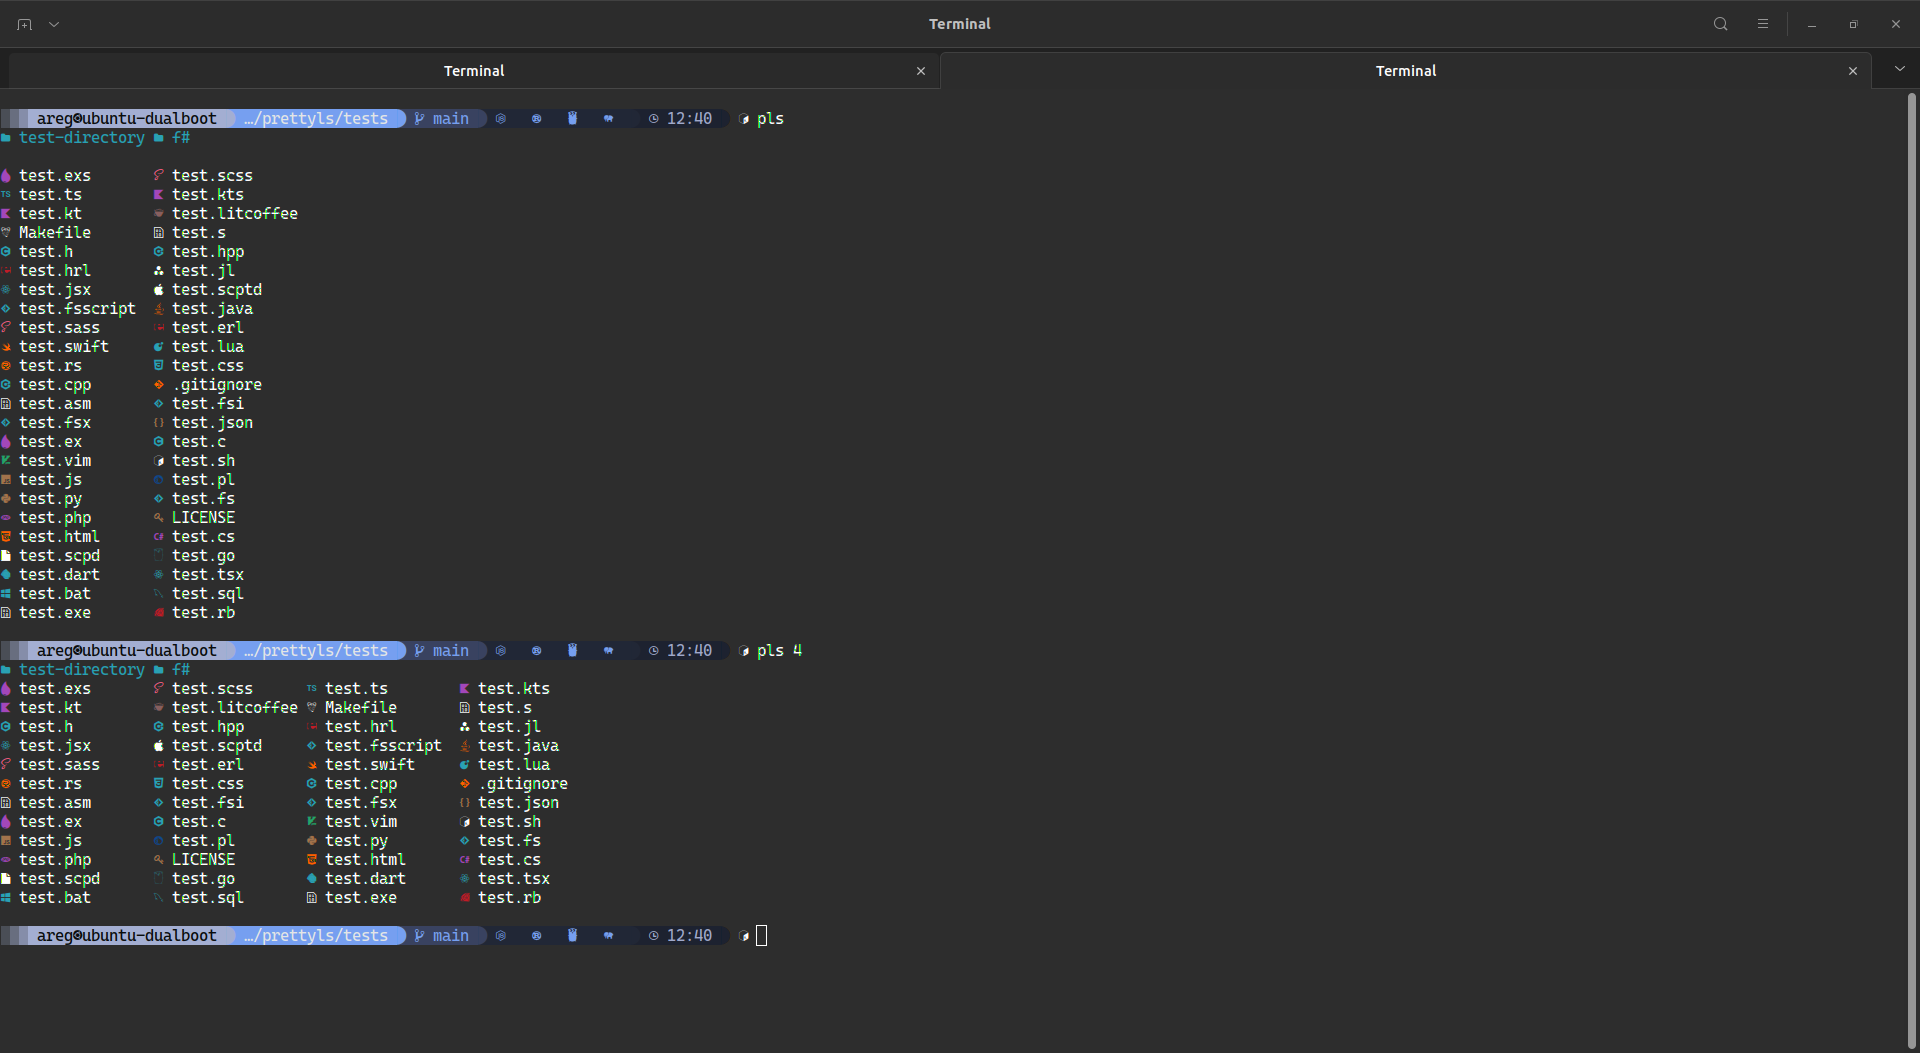 Terminal
Terminal Terminal
areg@ubuntu-dualboot …/prettyls/tests main 12:40 pls
test-directory f#
test.exs test.scss
TS test.ts test.kts
test.kt test.litcoffee
Makefile test.s
test.h test.hpp
test.hrl test.jl
test.jsx test.scptd
test.fsscript test.java
test.sass test.erl
test.swift test.lua
test.rs test.css
test.cpp .gitignore
test.asm test.fsi
test.fsx {} test.json
test.ex test.c
test.vim test.sh
test.js test.pl
test.py test.fs
test.php LICENSE
test.html C# test.cs
test.scpd test.go
test.dart test.tsx
test.bat test.sql
test.exe test.rb
areg@ubuntu-dualboot …/prettyls/tests main 12:40 pls 4
test-directory f#
test.exs test.scss TS test.ts test.kts
test.kt test.litcoffee Makefile test.s
test.h test.hpp test.hrl test.jl
test.jsx test.scptd test.fsscript test.java
test.sass test.erl test.swift test.lua
test.rs test.css test.cpp .gitignore
test.asm test.fsi test.fsx {} test.json
test.ex test.c test.vim test.sh
test.js test.pl test.py test.fs
test.php LICENSE test.html C# test.cs
test.scpd test.go test.dart test.tsx
test.bat test.sql test.exe test.rb
areg@ubuntu-dualboot …/prettyls/tests main 12:40